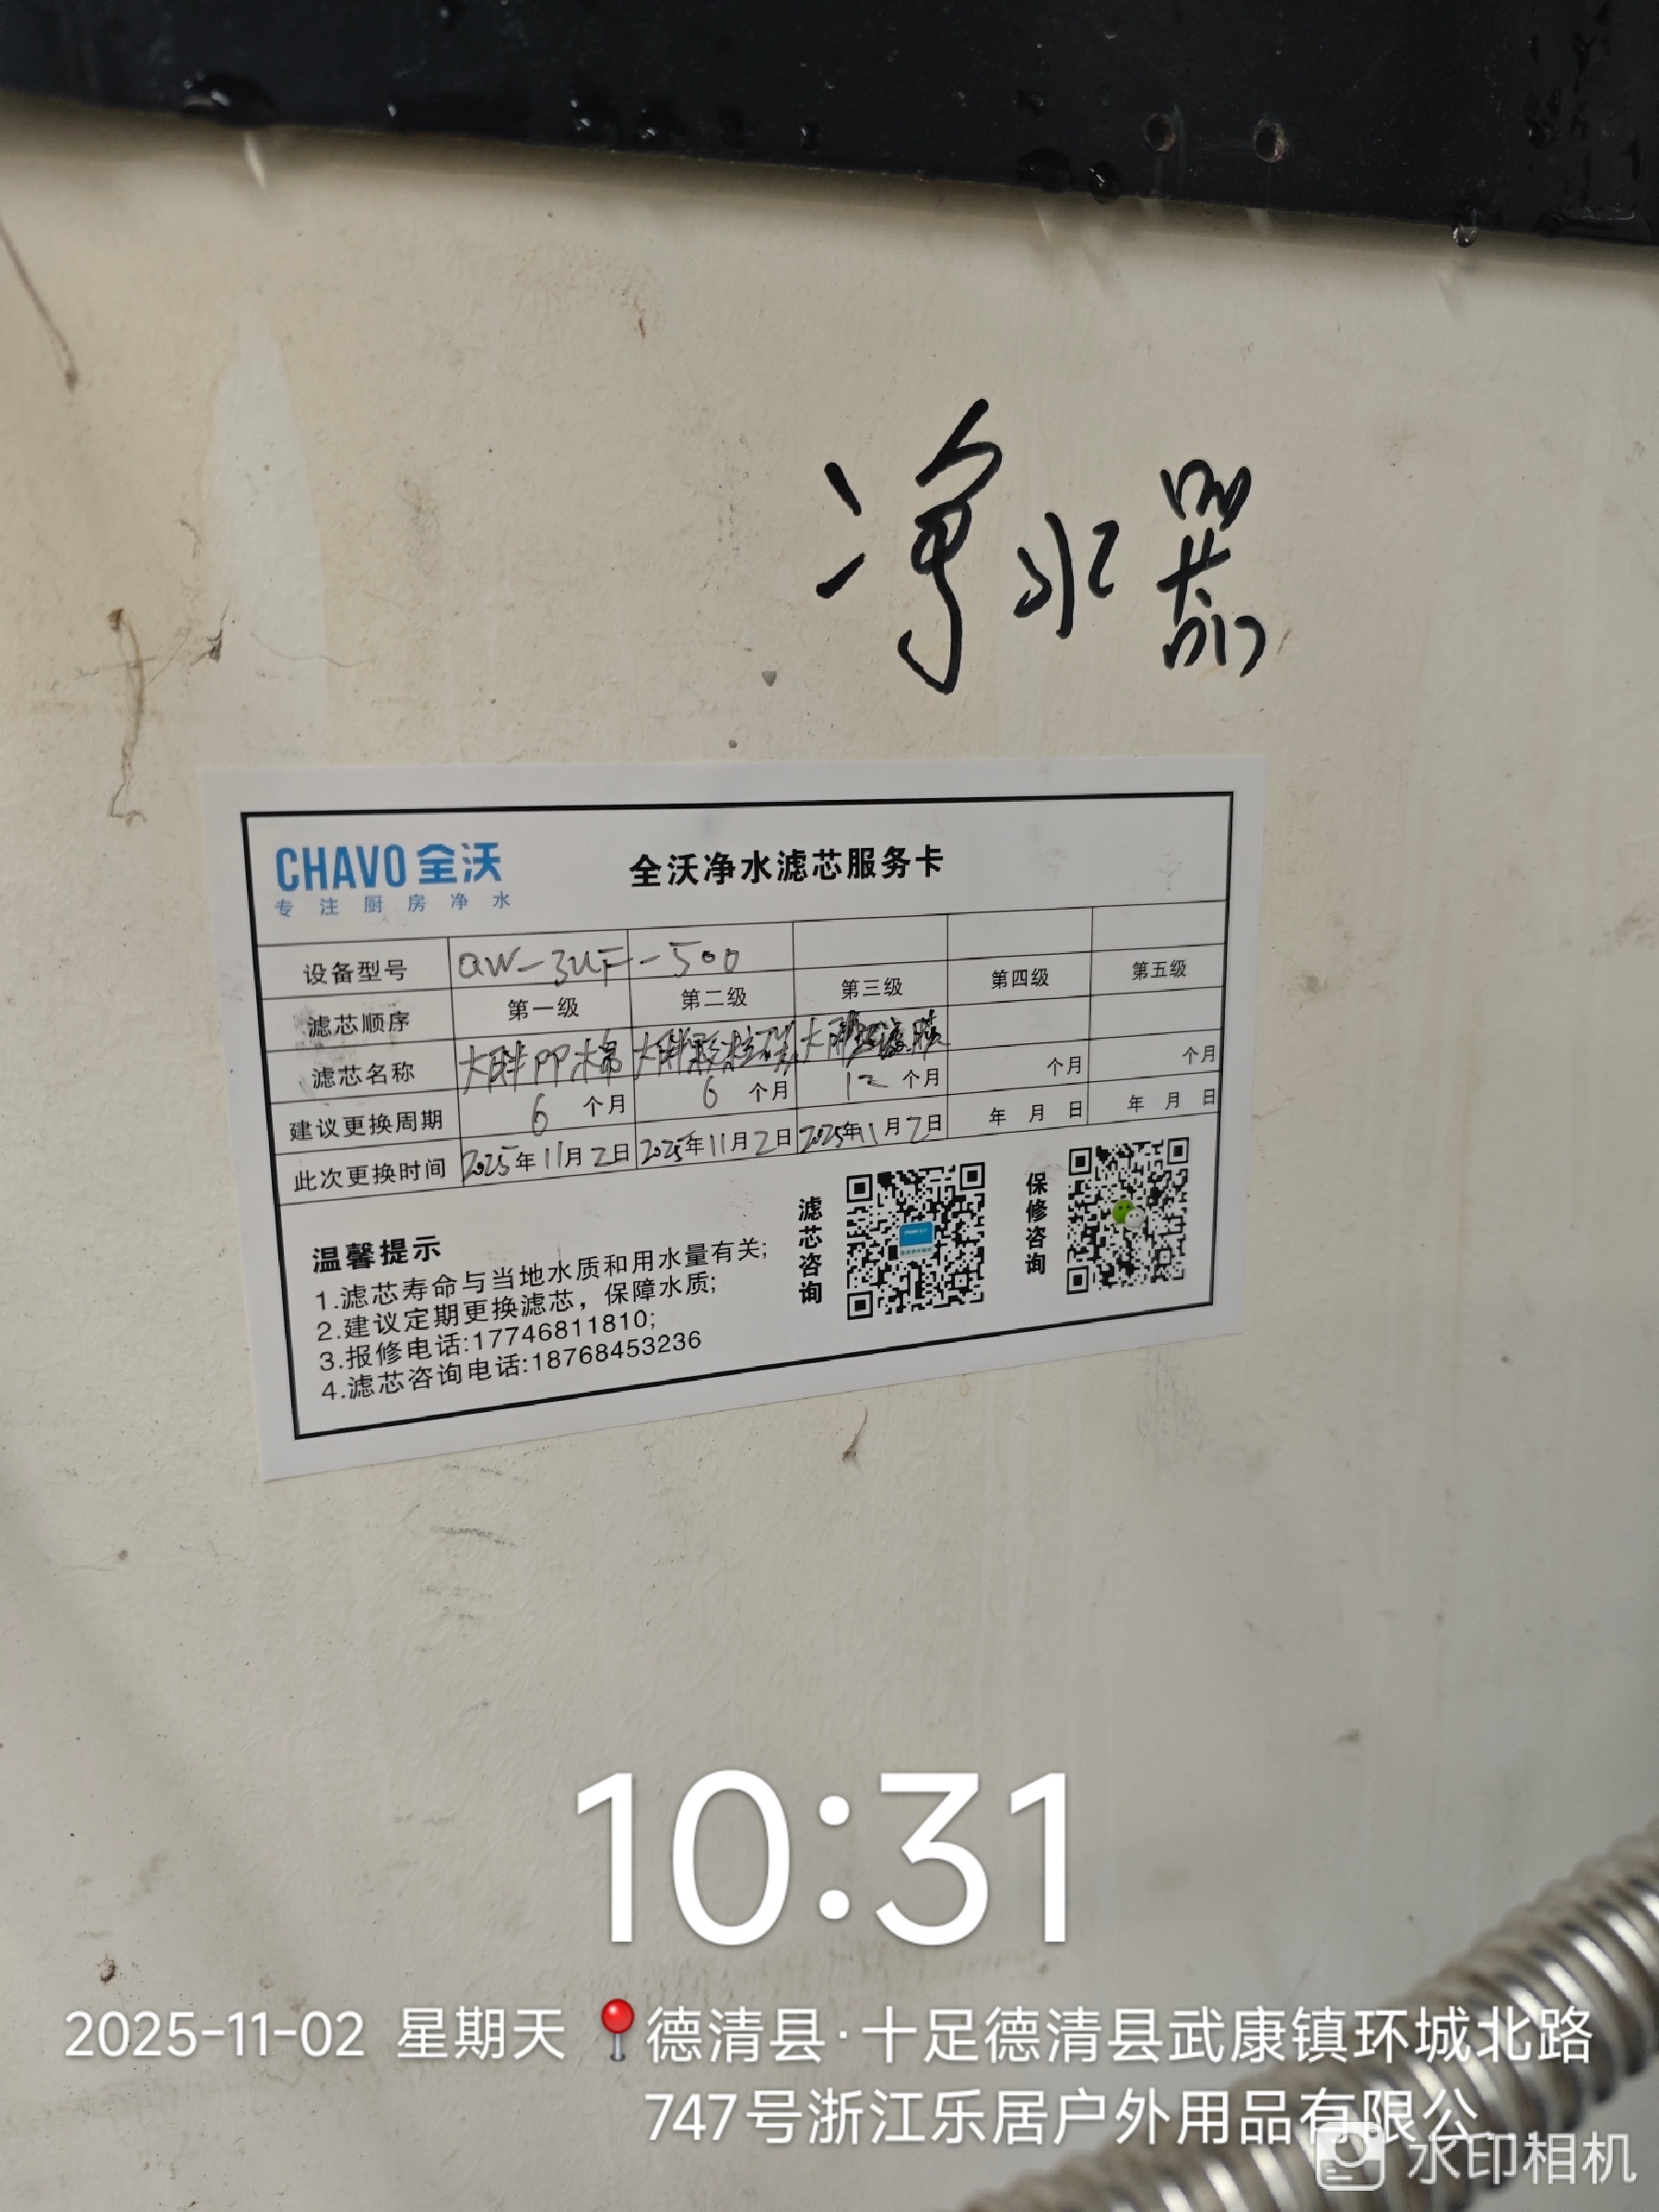 净水器
CHAVO 全沃
专注厨房净水
全沃净水滤芯服务卡
设备型号 QW-3UF-500
滤芯顺序 第一级 第二级 第三级 第四级 第五级
滤芯名称 大胖PP棉 大胖颗粒碳 大胖
建议更换周期 6个月 6个月 12个月 个月 个月
此次更换时间 2025年11月2日 2025年11月2日 2025年11月2日 年 月 日 年 月 日
温馨提示
1.滤芯寿命与当地水质和用水量有关;
2.建议定期更换滤芯，保障水质;
3.报修电话:17746811810;
4.滤芯咨询电话:18768453236
滤芯咨询
保修咨询
10:31
2025-11-02 星期天 德清县·十足德清县武康镇环城北路
747号浙江乐居户外用品有限公...
水印相机